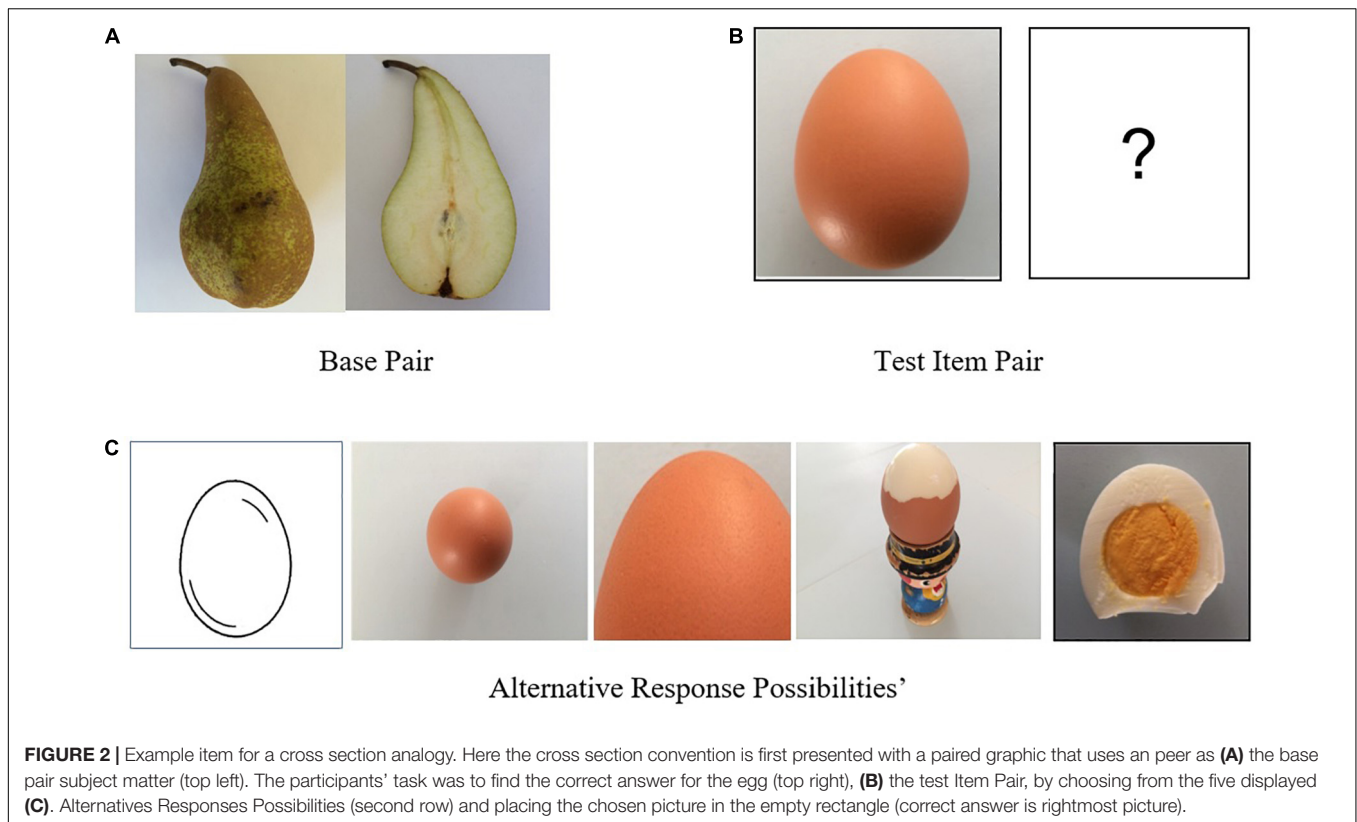 A
B
?
Base Pair
Test Item Pair
C
Alternative Response Possibilities’
FIGURE 2 | Example item for a cross section analogy. Here the cross section convention is first presented with a paired graphic that uses an peer as (A) the base
pair subject matter (top left). The participants’ task was to find the correct answer for the egg (top right), (B) the test Item Pair, by choosing from the five displayed
(C). Alternatives Responses Possibilities (second row) and placing the chosen picture in the empty rectangle (correct answer is rightmost picture).